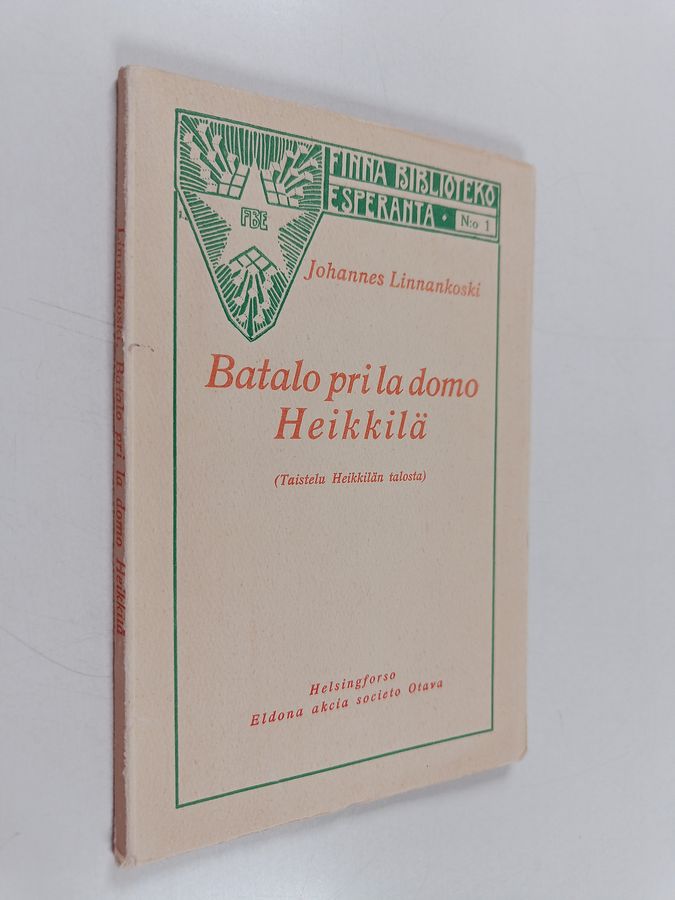 FINNA BIBLIOTEKO
ESPERANTA · N:o 1
FBE
Johannes Linnankoski
Batalo pri la domo
Heikkilä
(Taistelu Heikkilän talosta)
Helsingforso
Eldona akcia societo Otava
Linnankoski: Batalo pri la domo Heikkilä